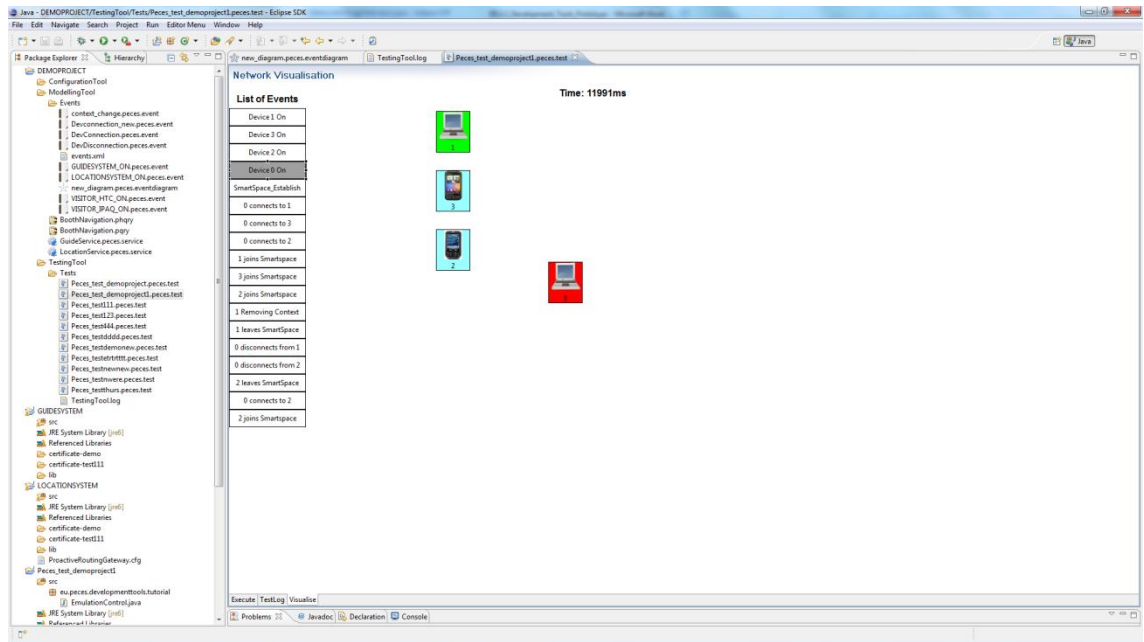 Java - DEMOPROJECT/TestingTool/Tests/Peces_test_demoproject1.peces.test - Eclipse SDK
File Edit Navigate Search Project Run Editor Menu Window Help
Java
Package Explorer Hierarchy
new_diagram.peces.eventdiagram TestingTool.log Peces_test_demoproject1.peces.test
DEMOPROJECT
ConfigurationTool
ModellingTool
Events
context_change.peces.event
Devconnection_new.peces.event
DevConnection.peces.event
DevDisconnection.peces.event
events.xml
GUIDESYSTEM_ON.peces.event
LOCATIONSYSTEM_ON.peces.event
new_diagram.peces.eventdiagram
VISITOR_HTC_ON.peces.event
VISITOR_IPAQ_ON.peces.event
BoothNavigation.phqry
BoothNavigation.pqry
GuideService.peces.service
LocationService.peces.service
TestingTool
Tests
Peces_test_demoproject.peces.test
Peces_test_demoproject1.peces.test
Peces_test111.peces.test
Peces_test123.peces.test
Peces_test444.peces.test
Peces_testdddd.peces.test
Peces_testdemonew.peces.test
Peces_testnewnew.peces.test
Peces_testnwere.peces.test
Peces_testthurs.peces.test
TestingTool.log
GUIDESYSTEM
src
JRE System Library [jre6]
Referenced Libraries
certificate-demo
certificate-test111
lib
LOCATIONSYSTEM
src
JRE System Library [jre6]
Referenced Libraries
certificate-demo
certificate-test111
lib
ProactiveRoutingGateway.cfg
Peces_test_demoproject1
src
eu.peces.developmenttools.tutorial
EmulationControl.java
JRE System Library [jre6]
Referenced Libraries
Network Visualisation
Time: 11991ms
List of Events
Device 1 On
Device 3 On
Device 2 On
Device 0 On
SmartSpace_Establish
0 connects to 1
0 connects to 3
0 connects to 2
1 joins Smartspace
3 joins Smartspace
2 joins Smartspace
1 Removing Context
1 leaves SmartSpace
0 disconnects from 1
0 disconnects from 2
2 leaves SmartSpace
0 connects to 2
2 joins Smartspace
1
3
2
Execute TestLog Visualise
Problems Javadoc Declaration Console